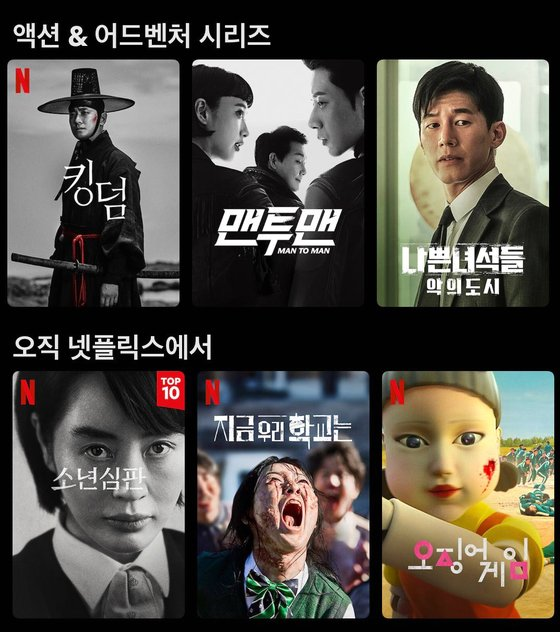 액션 & 어드벤처 시리즈
N
킹덤
맨투맨
MAN TO MAN
나쁜녀석들
악의 도시
오직 넷플릭스에서
N
TOP
10
소년심판
N
지금 우리 학교는
N
오징어
게임